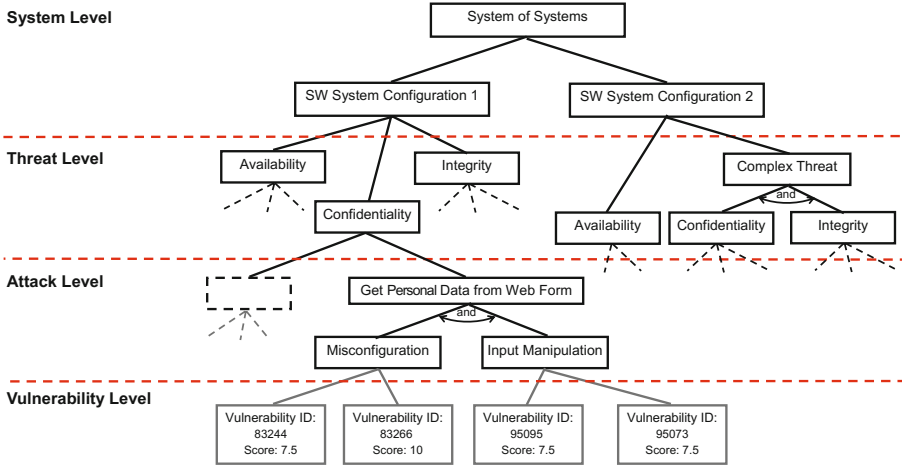 System Level
System of Systems
SW System Configuration 1
SW System Configuration 2
Threat Level
Availability
Integrity
Complex Threat
and
Confidentiality
Availability
Confidentiality
Integrity
Attack Level
Get Personal Data from Web Form
and
Misconfiguration
Input Manipulation
Vulnerability Level
Vulnerability ID:
83244
Score: 7.5
Vulnerability ID:
83266
Score: 10
Vulnerability ID:
95095
Score: 7.5
Vulnerability ID:
95073
Score: 7.5